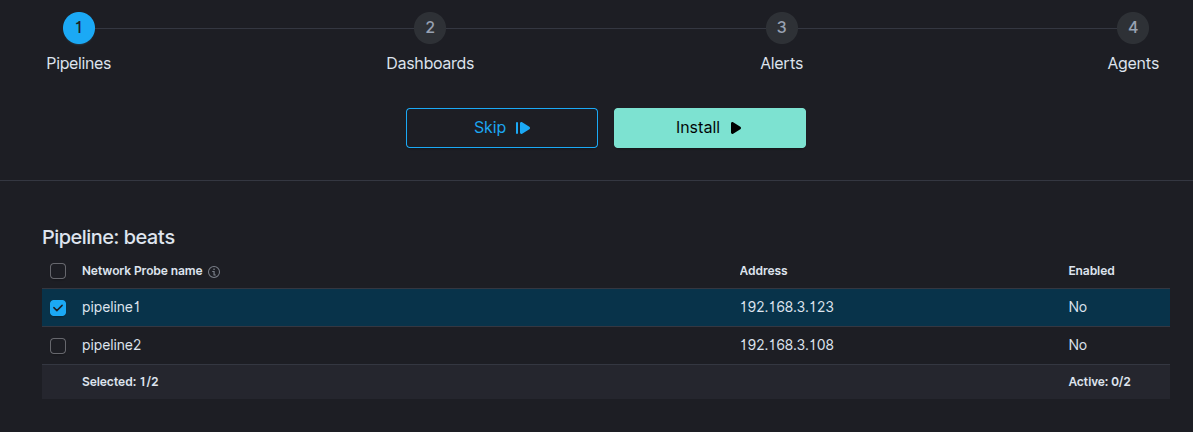 1 2 3 4
Pipelines Dashboards Alerts Agents
Skip Install
Pipeline: beats
Network Probe name Address Enabled
pipeline1 192.168.3.123 No
pipeline2 192.168.3.108 No
Selected: 1/2 Active: 0/2